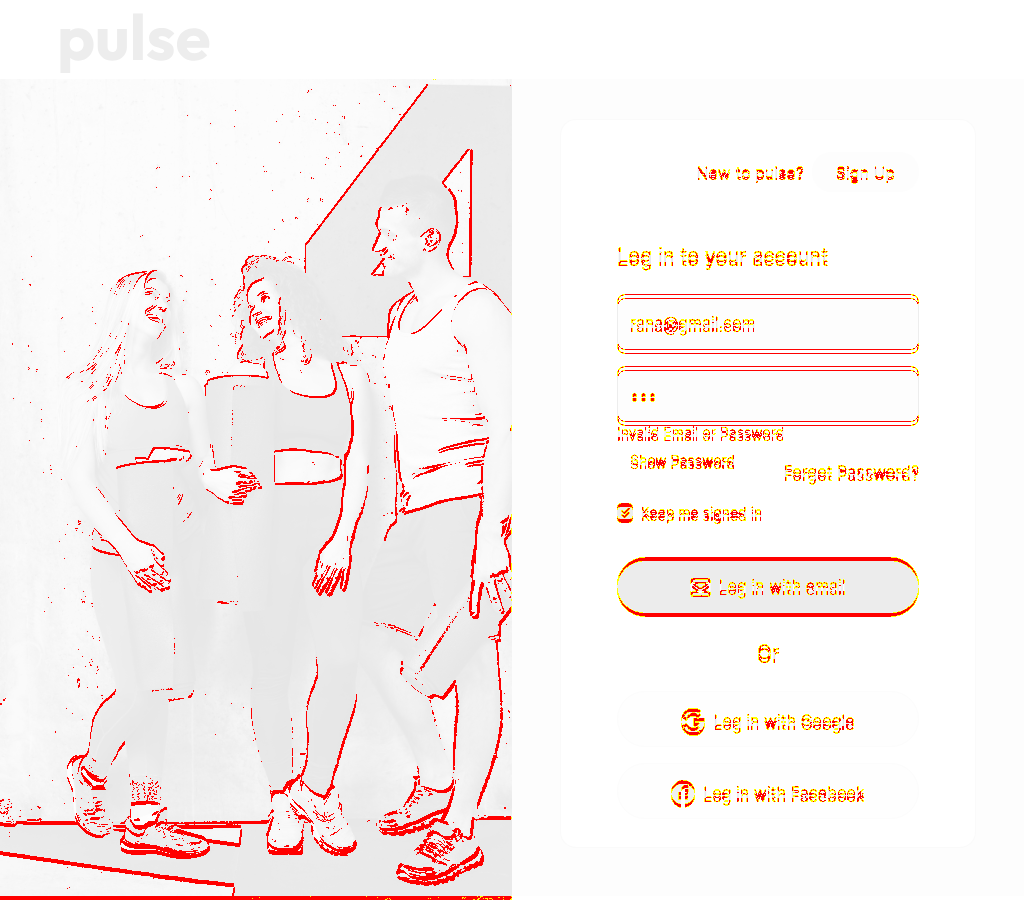 pulse
New to pulse? Sign Up
Log in to your account
rana@gmail.com
•••
Invalid Email or Password
Show Password
Forgot Password?
Keep me signed in
Log in with email
Or
Log in with Google
Log in with Facebook